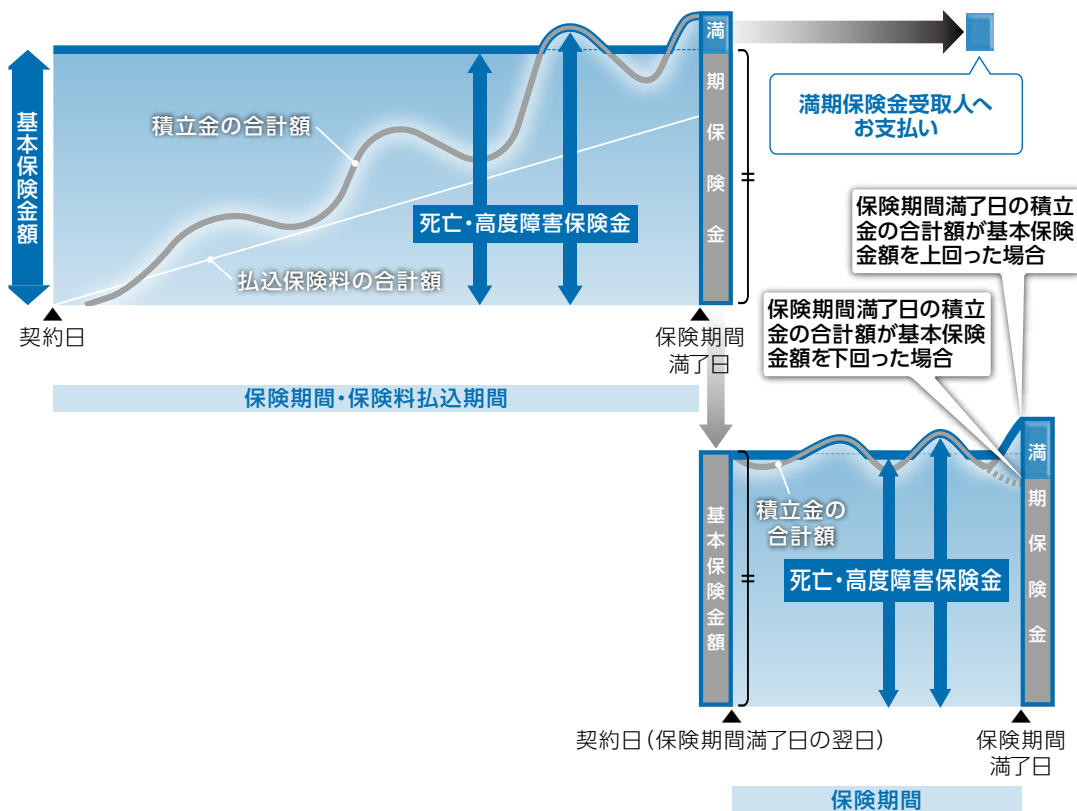 基本保険金額
積立金の合計額
払込保険料の合計額
死亡・高度障害保険金
満期保険金
満期保険金受取人へ
お支払い
契約日
保険期間
満了日
保険期間・保険料払込期間
保険期間満了日の積立
金の合計額が基本保険
金額を上回った場合
保険期間満了日の積立
金の合計額が基本保険
金額を下回った場合
基本保険金額
積立金の
合計額
死亡・高度障害保険金
満期保険金
契約日(保険期間満了日の翌日)
保険期間
満了日
保険期間